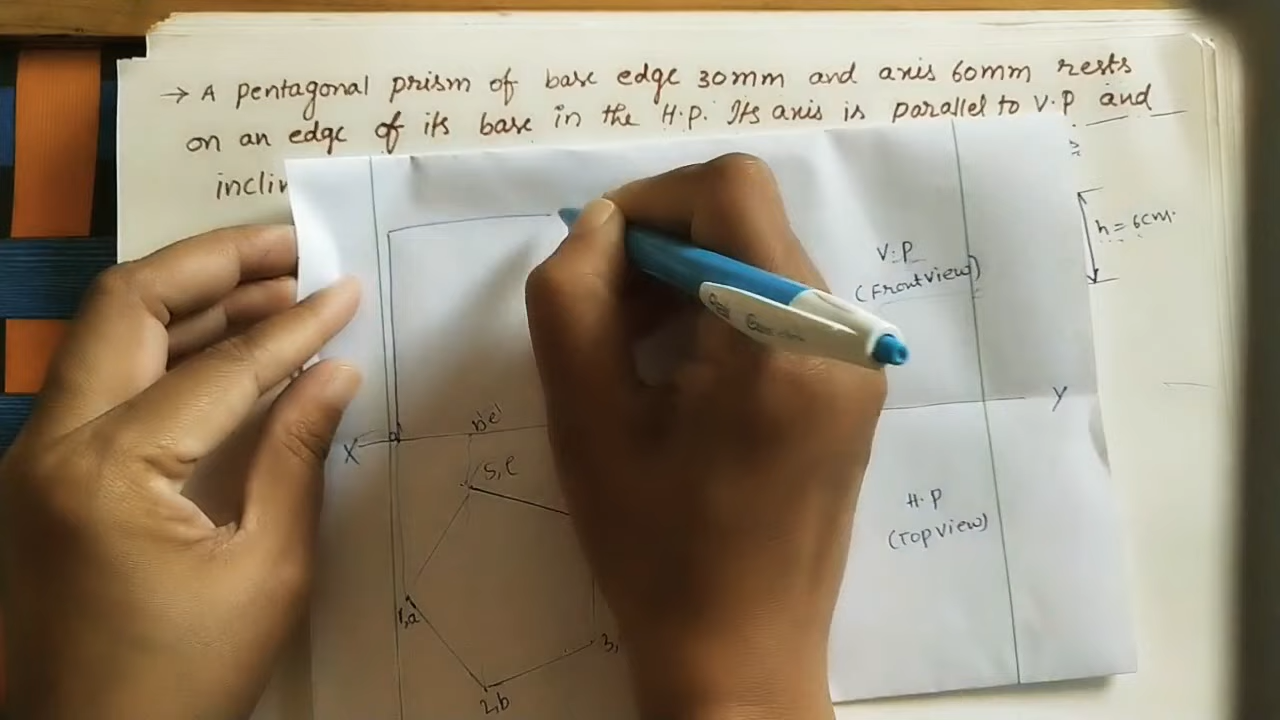 → A pentagonal prism of base edge 30mm and axis 60mm rests
on an edge of its base in the H.P. Its axis is parallel to V.P and
inclin
V.P
(Front View)
h = 6cm.
b'e'
X a'
Y
5,e
H.P
(Top View)
1,a
3,
2,b